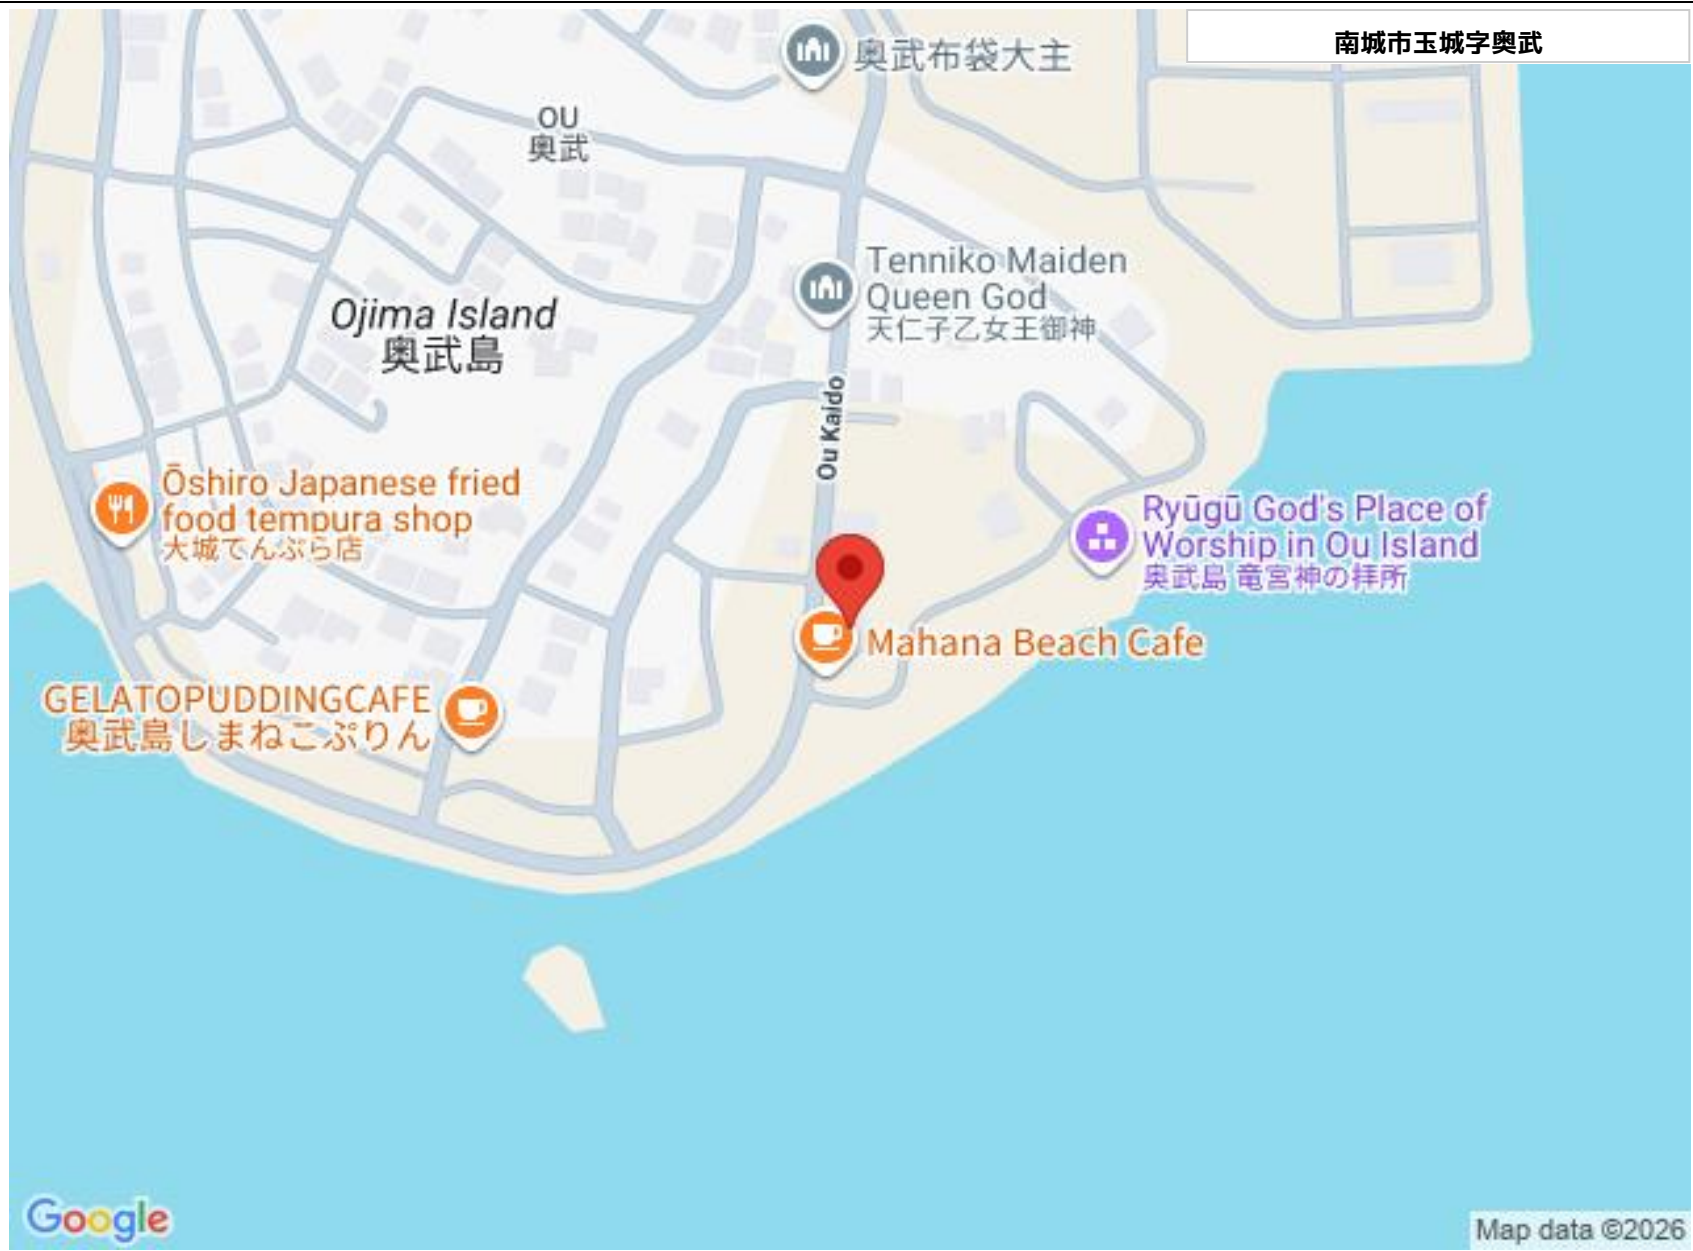 南城市玉城字奥武
奥武布袋大主
OU
奥武
Tenniko Maiden
Queen God
天仁子乙女王御神
Ojima Island
奥武島
Ou Kaido
Ōshiro Japanese fried
food tempura shop
大城てんぷら店
Ryūgū God's Place of
Worship in Ou Island
奥武島 竜宮神の拝所
Mahana Beach Cafe
GELATOPUDDINGCAFE
奥武島しまねこぷりん
Google
Map data ©2026